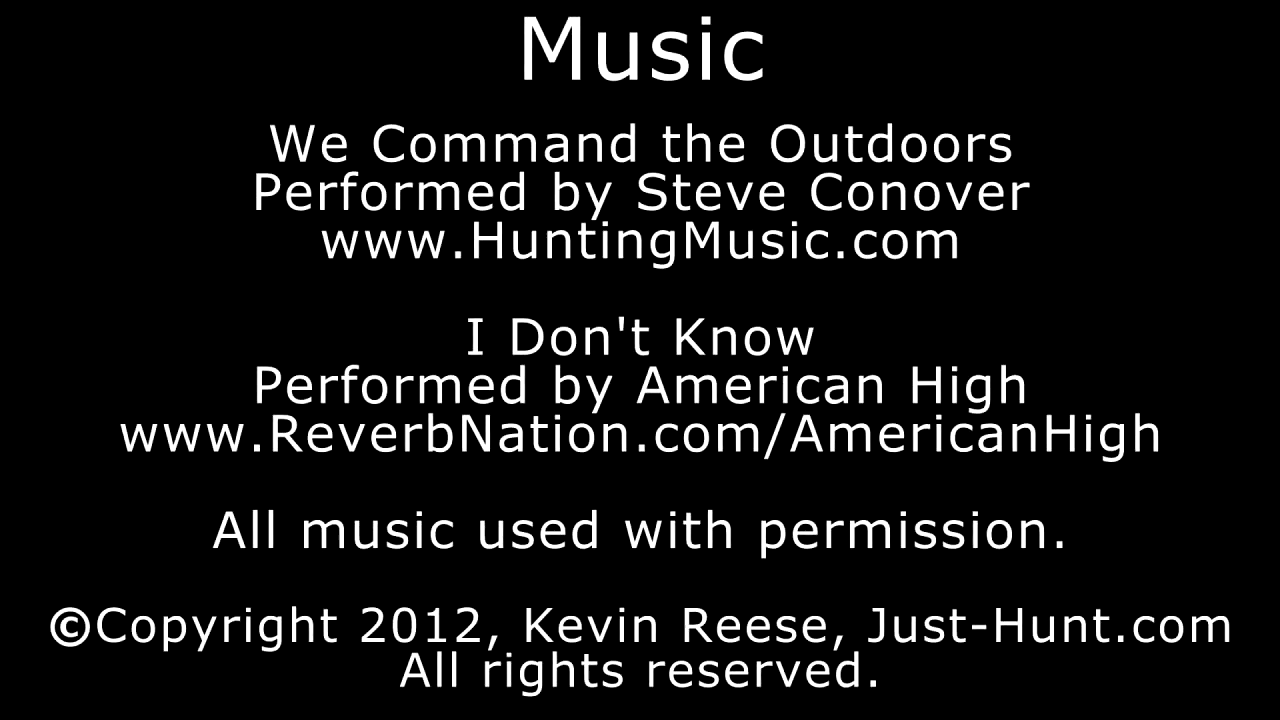 Music
We Command the Outdoors
Performed by Steve Conover
www.HuntingMusic.com
I Don't Know
Performed by American High
www.ReverbNation.com/AmericanHigh
All music used with permission.
©Copyright 2012, Kevin Reese, Just-Hunt.com
All rights reserved.